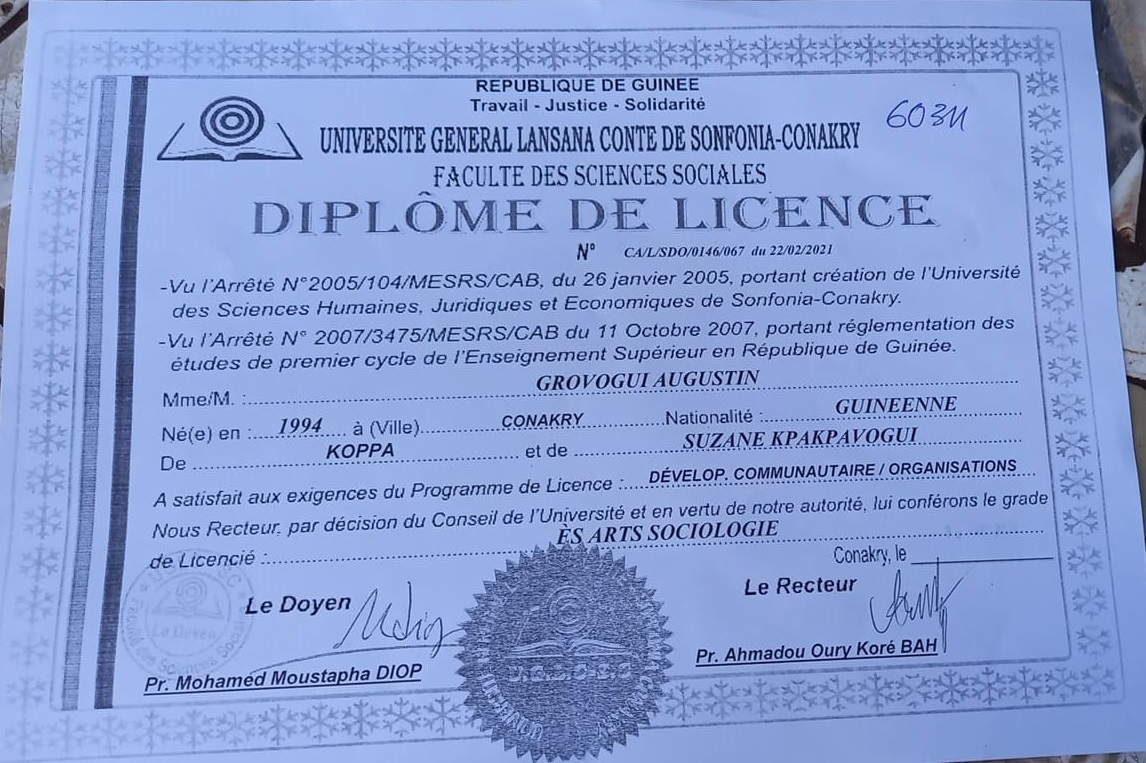 REPUBLIQUE DE GUINEE
Travail - Justice - Solidarité
6031
UNIVERSITE GENERAL LANSANA CONTE DE SONFONIA-CONAKRY
FACULTE DES SCIENCES SOCIALES
DIPLÔME DE LICENCE
N° CA/L/SDO/0146/067 du 22/02/2021
-Vu l'Arrêté N°2005/104/MESRS/CAB, du 26 janvier 2005, portant création de l'Université
des Sciences Humaines, Juridiques et Economiques de Sonfonia-Conakry.
-Vu l'Arrêté N° 2007/3475/MESRS/CAB du 11 Octobre 2007, portant réglementation des
études de premier cycle de l'Enseignement Supérieur en République de Guinée.
Mme/M. : GROVOGUI AUGUSTIN
Né(e) en : 1994 à (Ville) CONAKRY Nationalité : GUINEENNE
De KOPPA et de SUZANE KPAKPAVOGUI
A satisfait aux exigences du Programme de Licence : DÉVELOP. COMMUNAUTAIRE / ORGANISATIONS
Nous Recteur, par décision du Conseil de l'Université et en vertu de notre autorité, lui conférons le grade
de Licencié : ÈS ARTS SOCIOLOGIE
Conakry, le
Le Doyen
Le Recteur
Le Doyen
Pr. Mohamed Moustapha DIOP
Pr. Ahmadou Oury Koré BAH